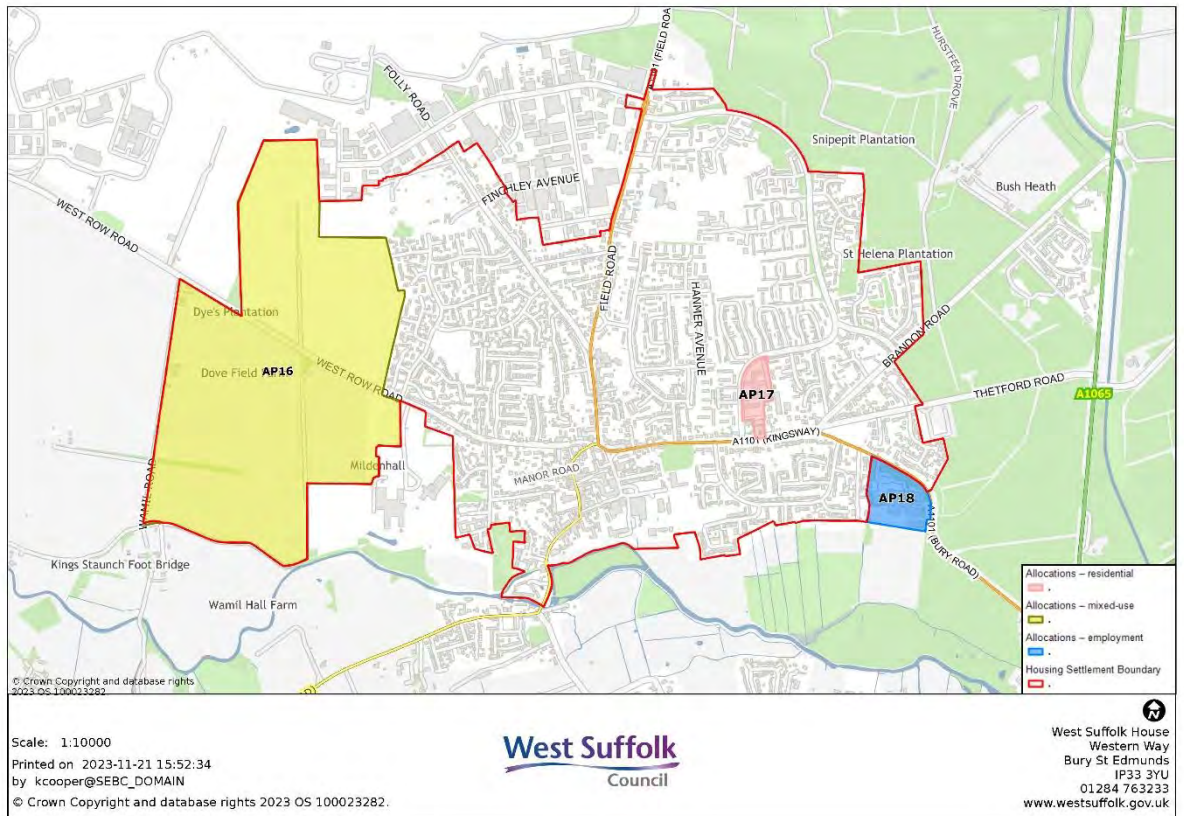 1 (FIELD ROA
FOLLY ROAD
HURSTFEN DROVE
AP16
Snipepit Plantation
FINCHLEY AVENUE
Bush Heath
WEST ROW ROAD
St Helena Plantation
FIELD ROAD
HANMER AVENUE
Dye's Plantation
BRANDON ROAD
WEST ROW ROAD
Dove Field
AP16
THETFORD ROAD
A1065
AP17
A1101 (KINGSWAY)
Mildenhall
MANOR ROAD
WAMIL ROAD
AP18
A1101 (BURY ROAD)
Kings Staunch Foot Bridge
Wamil Hall Farm
Allocations – residential
.
Allocations – mixed-use
.
Allocations – employment
.
Housing Settlement Boundary
.
© Crown Copyright and database rights
2023 OS 100023282
Scale: 1:10000
Printed on 2023-11-21 15:52:34
by kcooper@SEBC_DOMAIN
© Crown Copyright and database rights 2023 OS 100023282.
West Suffolk
Council
N
West Suffolk House
Western Way
Bury St Edmunds
IP33 3YU
01284 763233
www.westsuffolk.gov.uk